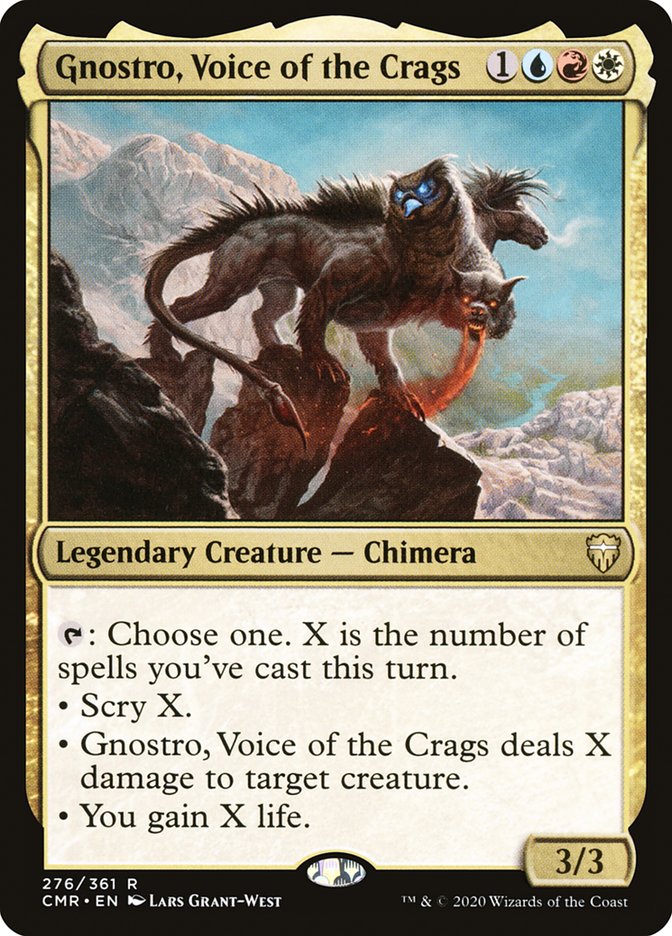 Gnostro, Voice of the Crags 1
Legendary Creature — Chimera
: Choose one. X is the number of
spells you've cast this turn.
• Scry X.
• Gnostro, Voice of the Crags deals X
damage to target creature.
• You gain X life.
3/3
276/361 R
CMR • EN Lars Grant-West
™ & © 2020 Wizards of the Coast